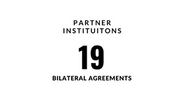 PARTNER
INSTITUITONS
19
BILATERAL AGREEMENTS